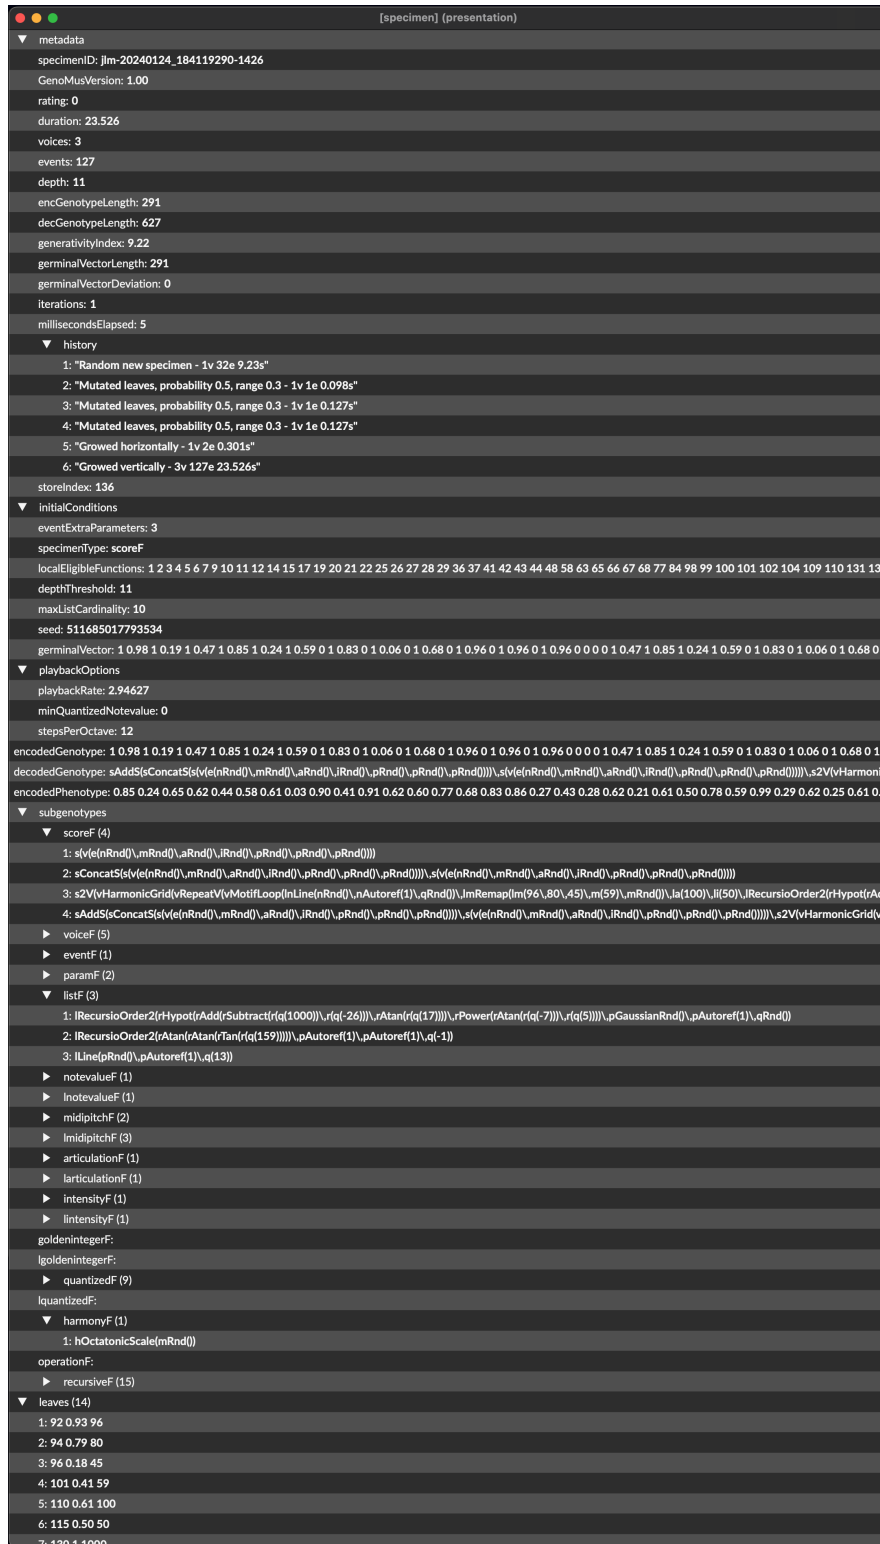 [specimen] (presentation)
▼ metadata
specimenID: jlm-20240124_184119290-1426
GenoMusVersion: 1.00
rating: 0
duration: 23.526
voices: 3
events: 127
depth: 11
encGenotypeLength: 291
decGenotypeLength: 627
generativityIndex: 9.22
germinalVectorLength: 291
germinalVectorDeviation: 0
iterations: 1
millisecondsElapsed: 5
▼ history
1: "Random new specimen - 1v 32e 9.23s"
2: "Mutated leaves, probability 0.5, range 0.3 - 1v 1e 0.098s"
3: "Mutated leaves, probability 0.5, range 0.3 - 1v 1e 0.127s"
4: "Mutated leaves, probability 0.5, range 0.3 - 1v 1e 0.127s"
5: "Growed horizontally - 1v 2e 0.301s"
6: "Growed vertically - 3v 127e 23.526s"
storeIndex: 136
▼ initialConditions
eventExtraParameters: 3
specimenType: scoreF
localEligibleFunctions: 1 2 3 4 5 6 7 9 10 11 12 14 15 17 19 20 21 22 25 26 27 28 29 36 37 41 42 43 44 48 58 63 65 66 67 68 77 84 98 99 100 101 102 104 109 110 131 13
depthThreshold: 11
maxListCardinality: 10
seed: 511685017793534
germinalVector: 1 0.98 1 0.19 1 0.47 1 0.85 1 0.24 1 0.59 0 1 0.83 0 1 0.06 0 1 0.68 0 1 0.96 0 1 0.96 0 1 0.96 0 0 0 0 1 0.47 1 0.85 1 0.24 1 0.59 0 1 0.83 0 1 0.06 0 1 0.68 0
▼ playbackOptions
playbackRate: 2.94627
minQuantizedNotevalue: 0
stepsPerOctave: 12
encodedGenotype: 1 0.98 1 0.19 1 0.47 1 0.85 1 0.24 1 0.59 0 1 0.83 0 1 0.06 0 1 0.68 0 1 0.96 0 1 0.96 0 1 0.96 0 0 0 0 1 0.47 1 0.85 1 0.24 1 0.59 0 1 0.83 0 1 0.06 0 1 0.68 0 1
decodedGenotype: sAddS(sConcatS(s(v(e(nRnd()\,mRnd()\,aRnd()\,iRnd()\,pRnd()\,pRnd()\,pRnd())))\,s(v(e(nRnd()\,mRnd()\,aRnd()\,iRnd()\,pRnd()\,pRnd()\,pRnd()))))\,s2V(vHarmoni
encodedPhenotype: 0.85 0.24 0.65 0.62 0.44 0.58 0.61 0.03 0.90 0.41 0.91 0.62 0.60 0.77 0.68 0.83 0.86 0.27 0.43 0.28 0.62 0.21 0.61 0.50 0.78 0.59 0.99 0.29 0.62 0.25 0.61 0.
▼ subgenotypes
▼ scoreF (4)
1: s(v(e(nRnd()\,mRnd()\,aRnd()\,iRnd()\,pRnd()\,pRnd()\,pRnd())))
2: sConcatS(s(v(e(nRnd()\,mRnd()\,aRnd()\,iRnd()\,pRnd()\,pRnd()\,pRnd())))\,s(v(e(nRnd()\,mRnd()\,aRnd()\,iRnd()\,pRnd()\,pRnd()\,pRnd()))))
3: s2V(vHarmonicGrid(vRepeatV(vMotifLoop(lnLine(nRnd()\,nAutoref(1)\,qRnd())\,lmRemap(lm(96\,80\,45)\,m(59)\,mRnd())\,la(100)\,li(50)\,lRecursioOrder2(rHypot(rAd
4: sAddS(sConcatS(s(v(e(nRnd()\,mRnd()\,aRnd()\,iRnd()\,pRnd()\,pRnd()\,pRnd())))\,s(v(e(nRnd()\,mRnd()\,aRnd()\,iRnd()\,pRnd()\,pRnd()\,pRnd()))))\,s2V(vHarmonicGrid(v
▶ voiceF (5)
▶ eventF (1)
▶ paramF (2)
▼ listF (3)
1: lRecursioOrder2(rHypot(rAdd(rSubtract(r(q(1000))\,r(q(-26)))\,rAtan(r(q(17))))\,rPower(rAtan(r(q(-7)))\,r(q(5))))\,pGaussianRnd()\,pAutoref(1)\,qRnd())
2: lRecursioOrder2(rAtan(rAtan(rTan(r(q(159)))))\,pAutoref(1)\,pAutoref(1)\,q(-1))
3: lLine(pRnd()\,pAutoref(1)\,q(13))
▶ notevalueF (1)
▶ lnotevalueF (1)
▶ midipitchF (2)
▶ lmidipitchF (3)
▶ articulationF (1)
▶ larticulationF (1)
▶ intensityF (1)
▶ lintensityF (1)
goldenintegerF:
lgoldenintegerF:
▶ quantizedF (9)
lquantizedF:
▼ harmonyF (1)
1: hOctatonicScale(mRnd())
operationF:
▶ recursiveF (15)
▼ leaves (14)
1: 92 0.93 96
2: 94 0.79 80
3: 96 0.18 45
4: 101 0.41 59
5: 110 0.61 100
6: 115 0.50 50
7: 139 1 1000